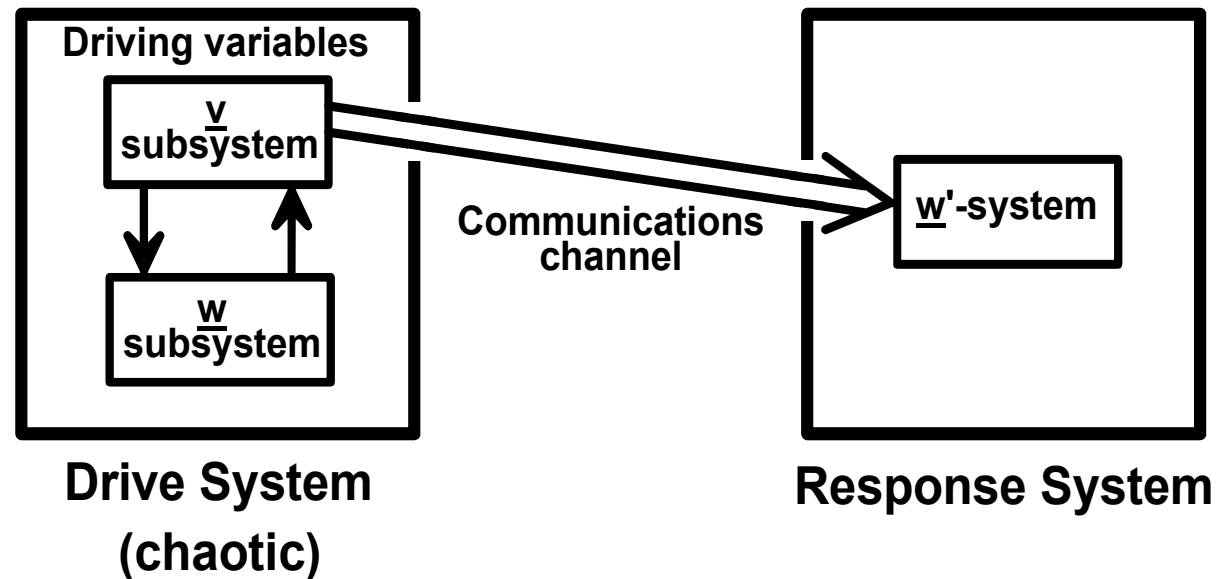 Driving variables
v
subsystem
w
subsystem
Communications
channel
w'-system
Drive System
(chaotic)
Response System